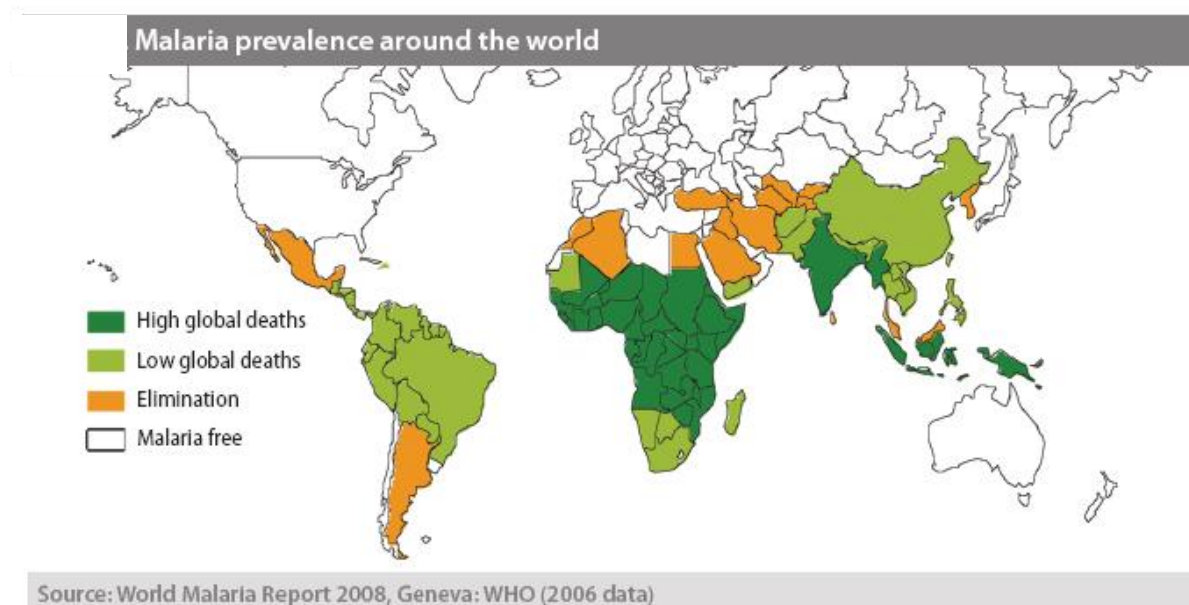 Malaria prevalence around the world
High global deaths
Low global deaths
Elimination
Malaria free
Source: World Malaria Report 2008, Geneva: WHO (2006 data)